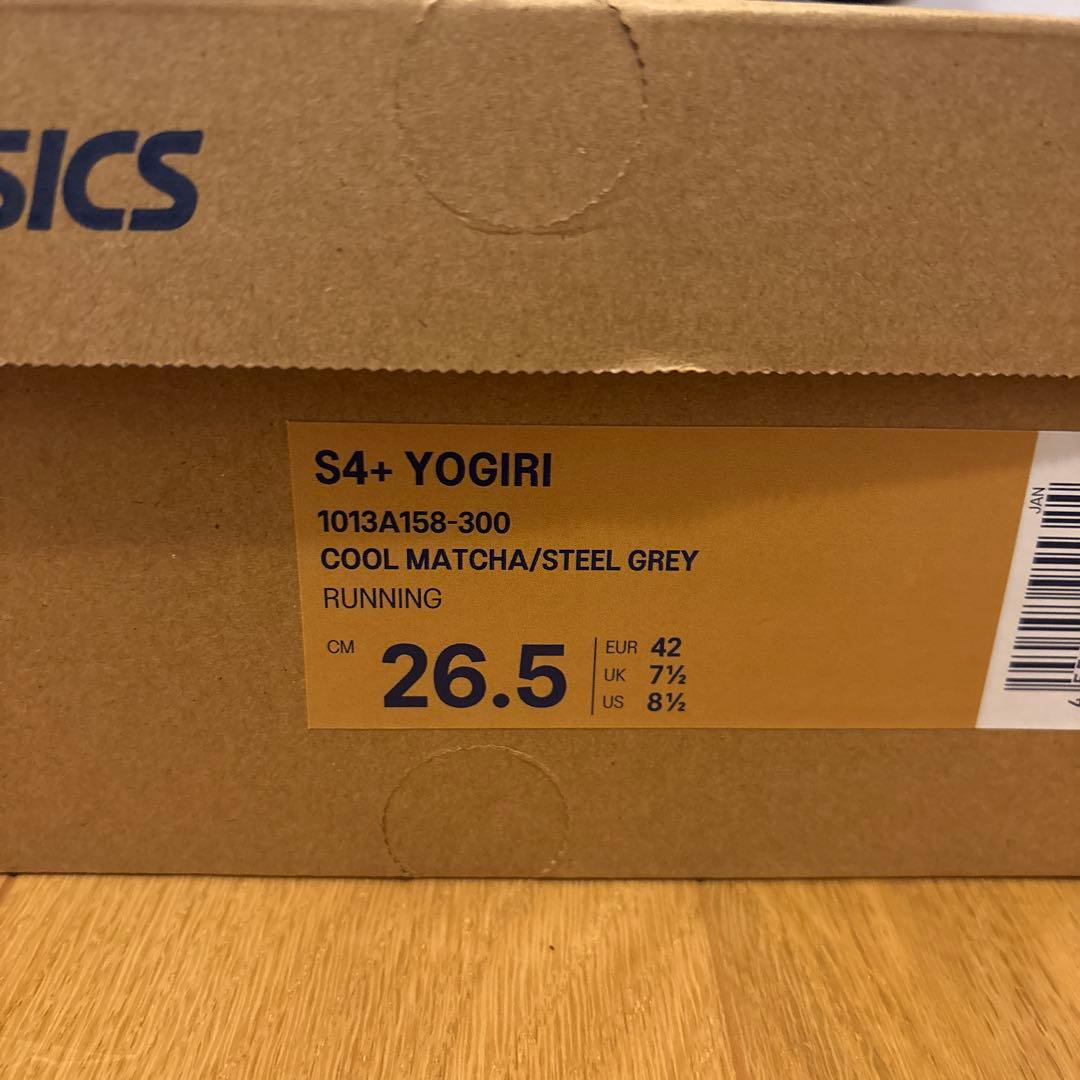 SICS
S4+ YOGIRI
1013A158-300
COOL MATCHA/STEEL GREY
RUNNING
CM 26.5
EUR 42
UK 7½
US 8½
JAN